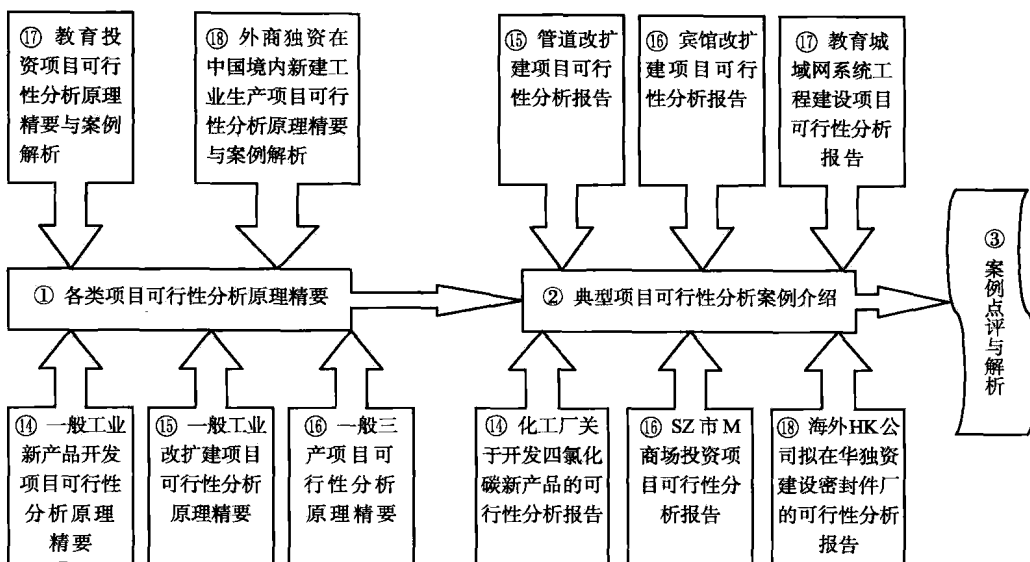 ⑰ 教育投
资项目可行
性分析原理
精要与案例
解析
⑱ 外商独资在
中国境内新建工
业生产项目可行
性分析原理精要
与案例解析
⑮ 管道改扩
建项目可行
性分析报告
⑯ 宾馆改扩
建项目可行
性分析报告
⑰ 教育城
域网系统工
程建设项目
可行性分析
报告
① 各类项目可行性分析原理精要
② 典型项目可行性分析案例介绍
③ 案例点评与解析
⑭ 一般工业
新产品开发
项目可行性
分析原理
精要
⑮ 一般工业
改扩建项目
可行性分析
原理精要
⑯ 一般三
产项目可
行性分析
原理精要
⑭ 化工厂关
于开发四氯化
碳新产品的可
行性分析报告
⑯ SZ市M
商场投资项
目可行性分
析报告
⑱ 海外HK公
司拟在华独资
建设密封件厂
的可行性分析
报告